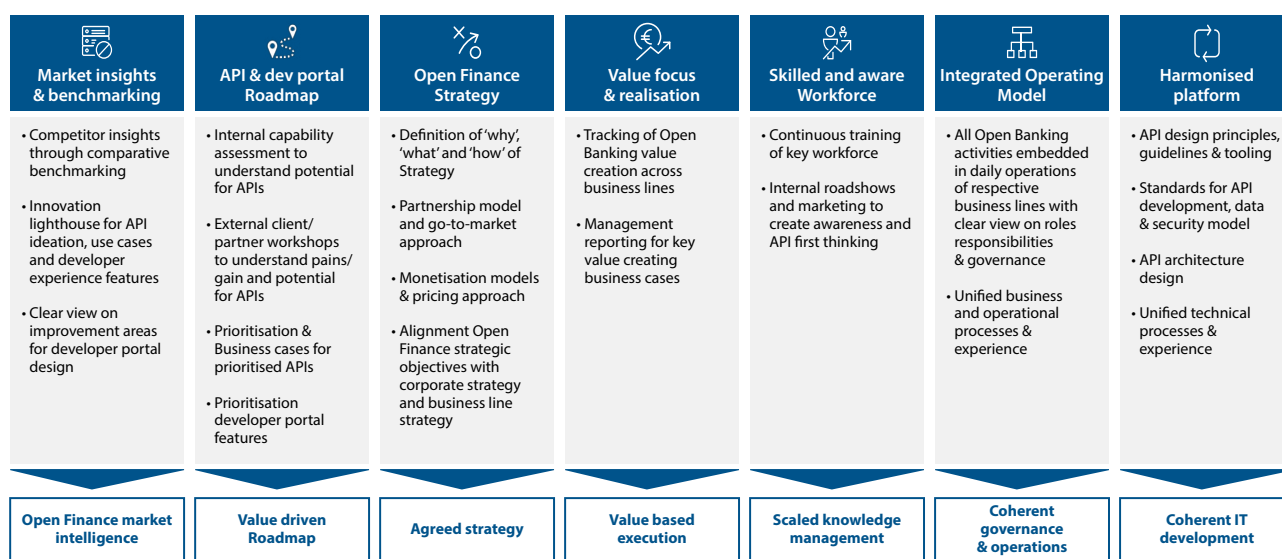 Market insights
& benchmarking
• Competitor insights
through comparative
benchmarking
• Innovation
lighthouse for API
ideation, use cases
and developer
experience features
• Clear view on
improvement areas
for developer portal
design
Open Finance market
intelligence
API & dev portal
Roadmap
• Internal capability
assessment to
understand potential
for APIs
• External client/
partner workshops
to understand pains/
gain and potential
for APIs
• Prioritisation &
Business cases for
prioritised APIs
• Prioritisation
developer portal
features
Value driven
Roadmap
Open Finance
Strategy
• Definition of ‘why’,
‘what’ and ‘how’ of
Strategy
• Partnership model
and go-to-market
approach
• Monetisation models
& pricing approach
• Alignment Open
Finance strategic
objectives with
corporate strategy
and business line
strategy
Agreed strategy
€
Value focus
& realisation
• Tracking of Open
Banking value
creation across
business lines
• Management
reporting for key
value creating
business cases
Value based
execution
Skilled and aware
Workforce
• Continuous training
of key workforce
• Internal roadshows
and marketing to
create awareness and
API first thinking
Scaled knowledge
management
Integrated Operating
Model
• All Open Banking
activities embedded
in daily operations
of respective
business lines with
clear view on roles
responsibilities
& governance
• Unified business
and operational
processes &
experience
Coherent
governance
& operations
Harmonised
platform
• API design principles,
guidelines & tooling
• Standards for API
development, data
& security model
• API architecture
design
• Unified technical
processes &
experience
Coherent IT
development